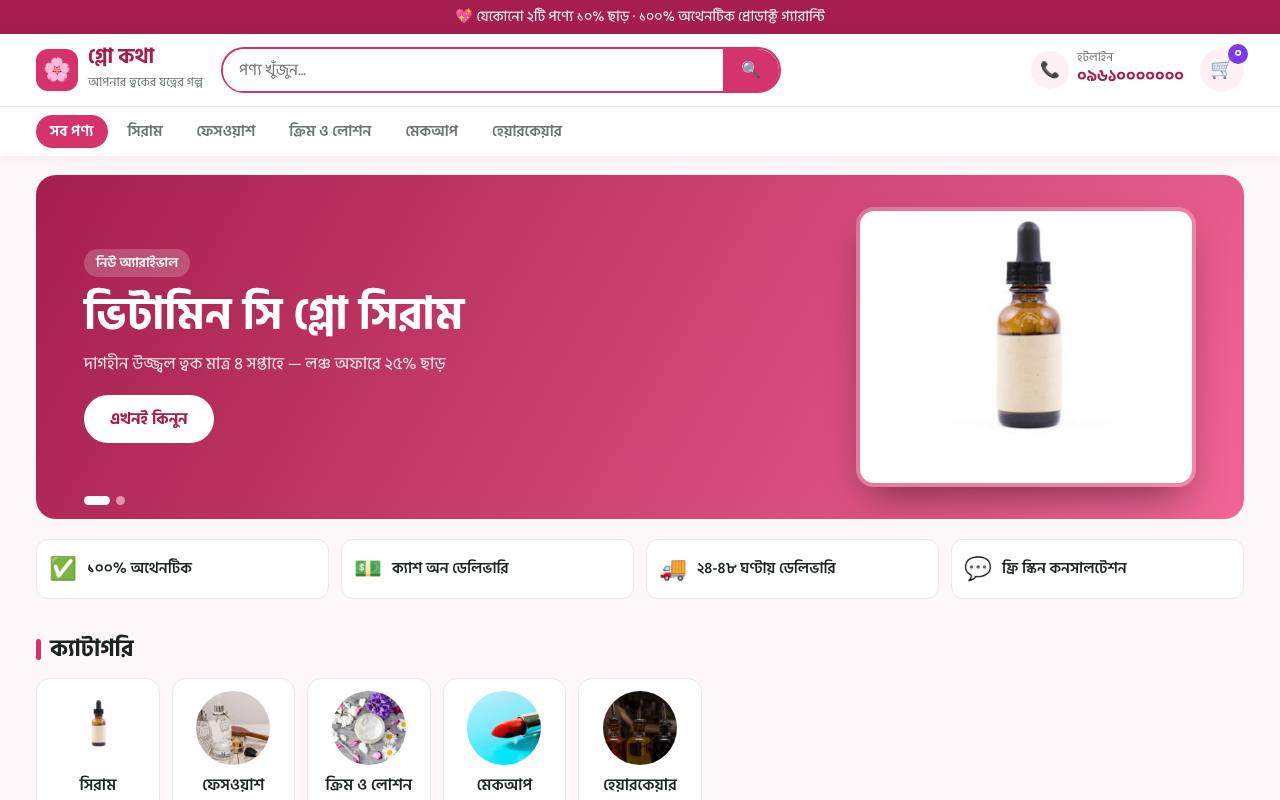 💖 যেকোনো ২টি পণ্যে ১০% ছাড় · ১০০% অথেনটিক প্রোডাক্ট গ্যারান্টি
গ্লো কথা
আপনার ত্বকের যত্নের গল্প
পণ্য খুঁজুন...
হটলাইন
০৯৬১০০০০০০০
০
সব পণ্য
সিরাম
ফেসওয়াশ
ক্রিম ও লোশন
মেকআপ
হেয়ারকেয়ার
নিউ অ্যারাইভাল
ভিটামিন সি গ্লো সিরাম
দাগহীন উজ্জ্বল ত্বক মাত্র ৪ সপ্তাহে — লঞ্চ অফারে ২৫% ছাড়
এখনই কিনুন
১০০% অথেনটিক
ক্যাশ অন ডেলিভারি
২৪-৪৮ ঘণ্টায় ডেলিভারি
ফ্রি স্কিন কনসালটেশন
ক্যাটাগরি
সিরাম
ফেসওয়াশ
ক্রিম ও লোশন
মেকআপ
হেয়ারকেয়ার